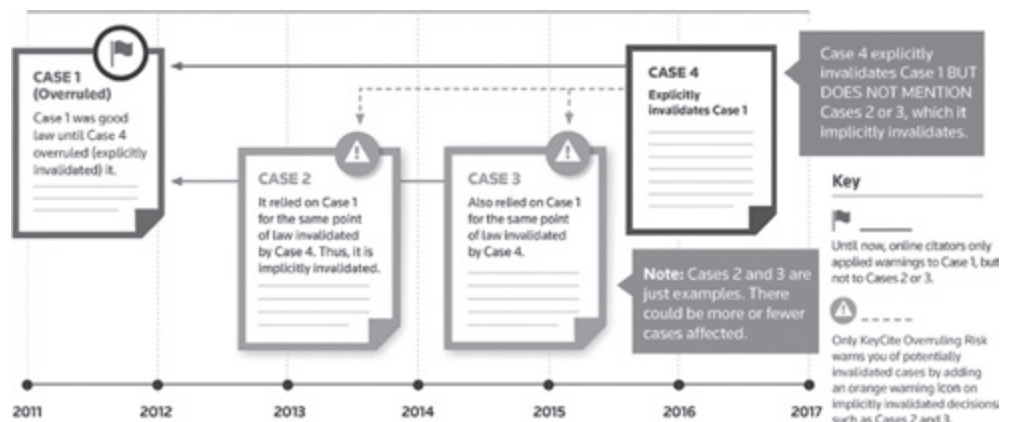 CASE 1
(Overruled)
Case 1 was good
law until Case 4
overruled (explicitly
invalidated) it.
CASE 2
It relied on Case 1
for the same point
of law invalidated
by Case 4. Thus, it is
implicitly invalidated.
CASE 3
Also relied on Case 1
for the same point
of law invalidated
by Case 4.
CASE 4
Explicitly
invalidates Case 1
Case 4 explicitly
invalidates Case 1 BUT
DOES NOT MENTION
Cases 2 or 3, which it
implicitly invalidates.
Note: Cases 2 and 3 are
just examples. There
could be more or fewer
cases affected.
Key
Until now, online citators only
applied warnings to Case 1, but
not to Cases 2 or 3.
Only KeyCite Overruling Risk
warns you of potentially
invalidated cases by adding
an orange warning icon on
implicitly invalidated decisions
such as Cases 2 and 3.
2011
2012
2013
2014
2015
2016
2017